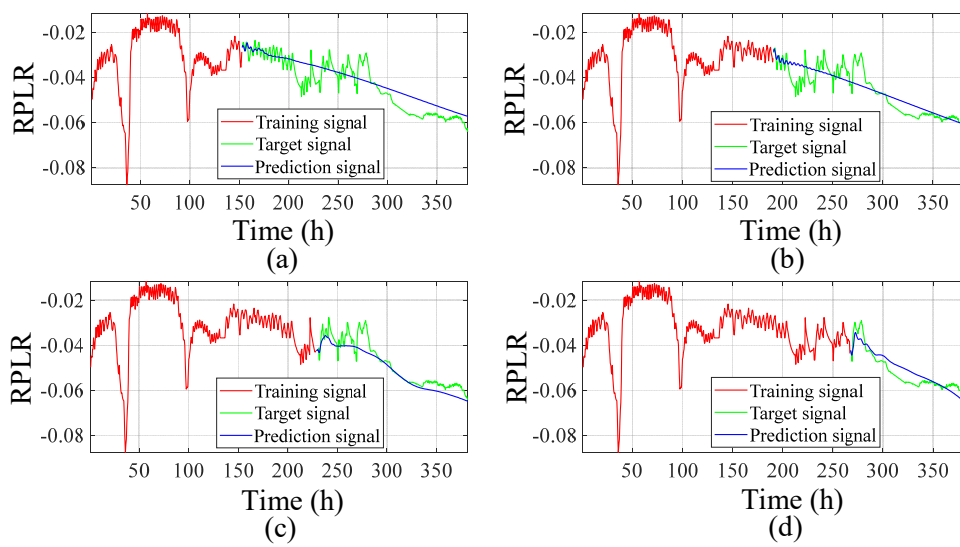 -0.02
-0.04
-0.06
-0.08
RPLR
Training signal
Target signal
Prediction signal
50 100 150 200 250 300 350
Time (h)
(a)
-0.02
-0.04
-0.06
-0.08
RPLR
Training signal
Target signal
Prediction signal
50 100 150 200 250 300 350
Time (h)
(b)
-0.02
-0.04
-0.06
-0.08
RPLR
Training signal
Target signal
Prediction signal
50 100 150 200 250 300 350
Time (h)
(c)
-0.02
-0.04
-0.06
-0.08
RPLR
Training signal
Target signal
Prediction signal
50 100 150 200 250 300 350
Time (h)
(d)